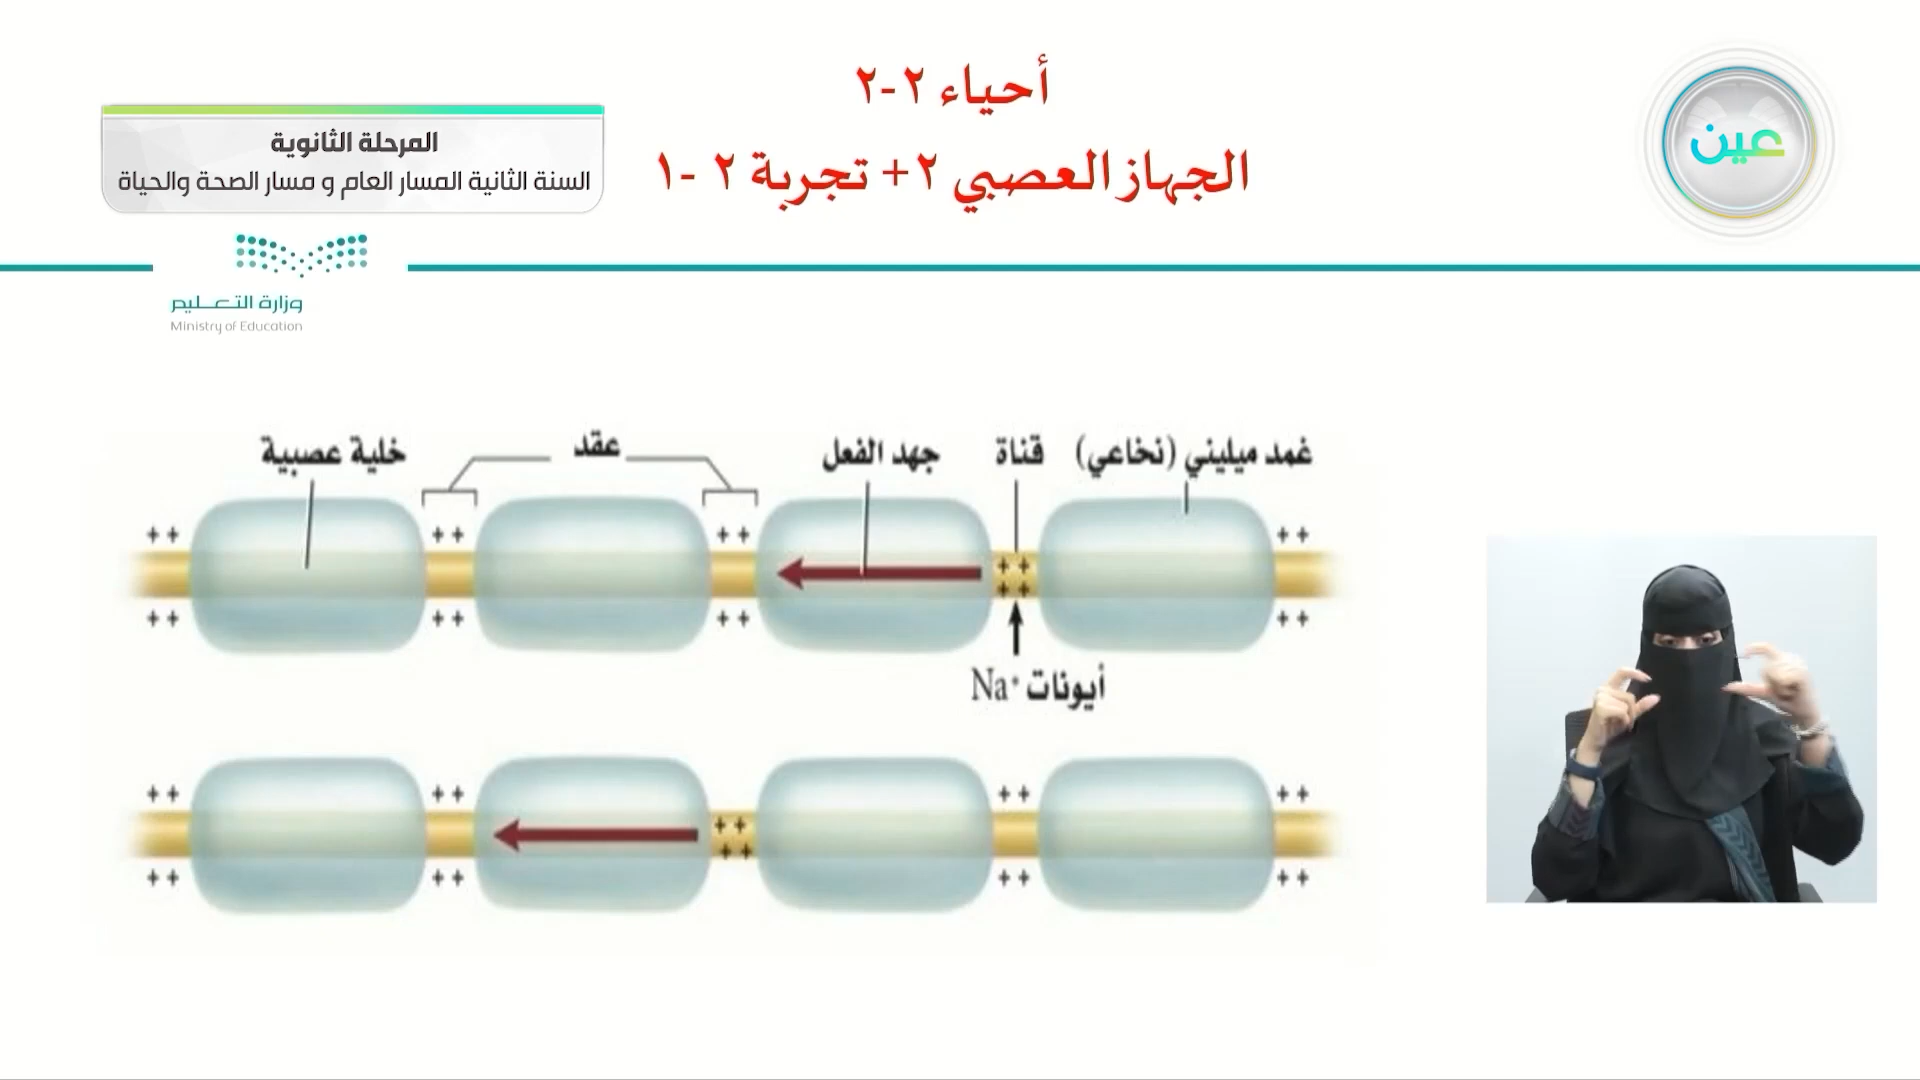 أحياء ٢-٢
الجهاز العصبي ٢ + تجربة ٢ -١
عين
المرحلة الثانوية
السنة الثانية المسار العام و مسار الصحة والحياة
وزارة التعليم
Ministry of Education
غمد ميليني (نخاعي)
قناة
جهد الفعل
عقد
خلية عصبية
أيونات Na⁺